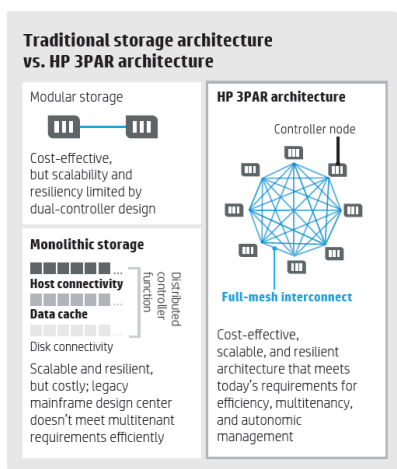 Traditional storage architecture
vs. HP 3PAR architecture
Modular storage
Cost-effective,
but scalability and
resiliency limited by
dual-controller design
Monolithic storage
...
Host connectivity
...
Data cache
...
Disk connectivity
Distributed
controller
function
Scalable and resilient,
but costly; legacy
mainframe design center
doesn't meet multitenant
requirements efficiently
HP 3PAR architecture
Controller node
Full-mesh interconnect
Cost-effective,
scalable, and resilient
architecture that meets
today's requirements for
efficiency, multitenancy,
and autonomic
management